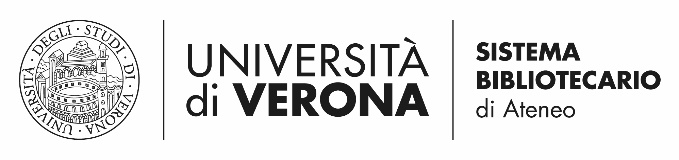 UNIVERSITÀ · DEGLI · STUDI · DI · VERONA ·
UNIVERSITÀ
di VERONA
SISTEMA
BIBLIOTECARIO
di Ateneo